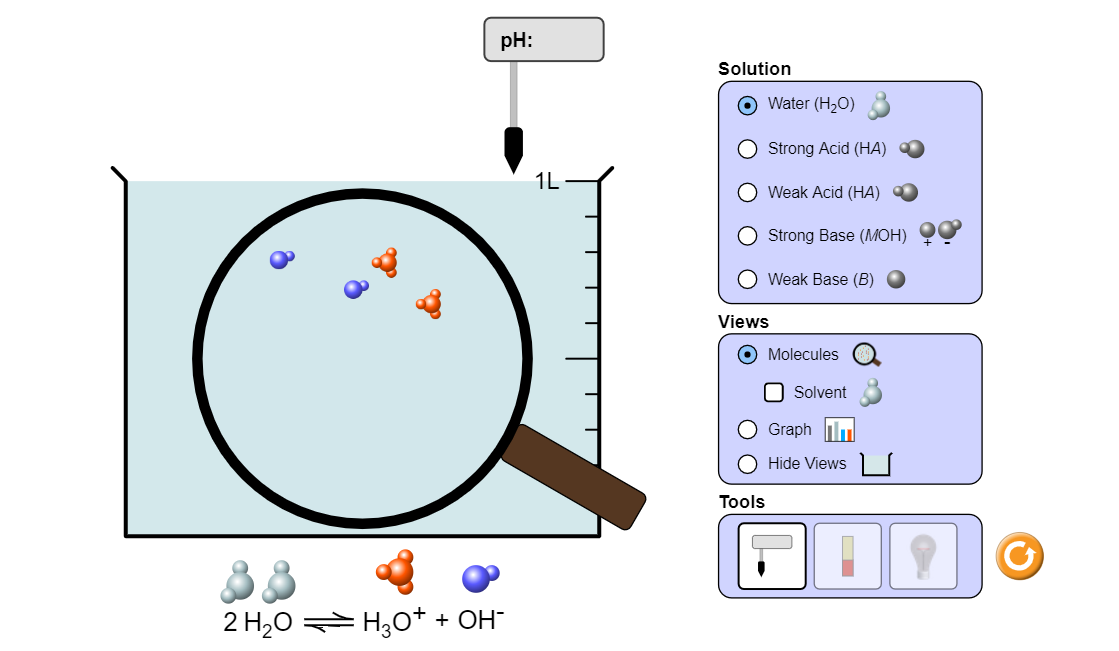 pH:
1L
Solution
Water (H₂O)
Strong Acid (HA)
Weak Acid (HA)
Strong Base (MOH)
+ -
Weak Base (B)
Views
Molecules
Solvent
Graph
Hide Views
Tools
2 H₂O ⇌ H₃O⁺ + OH⁻